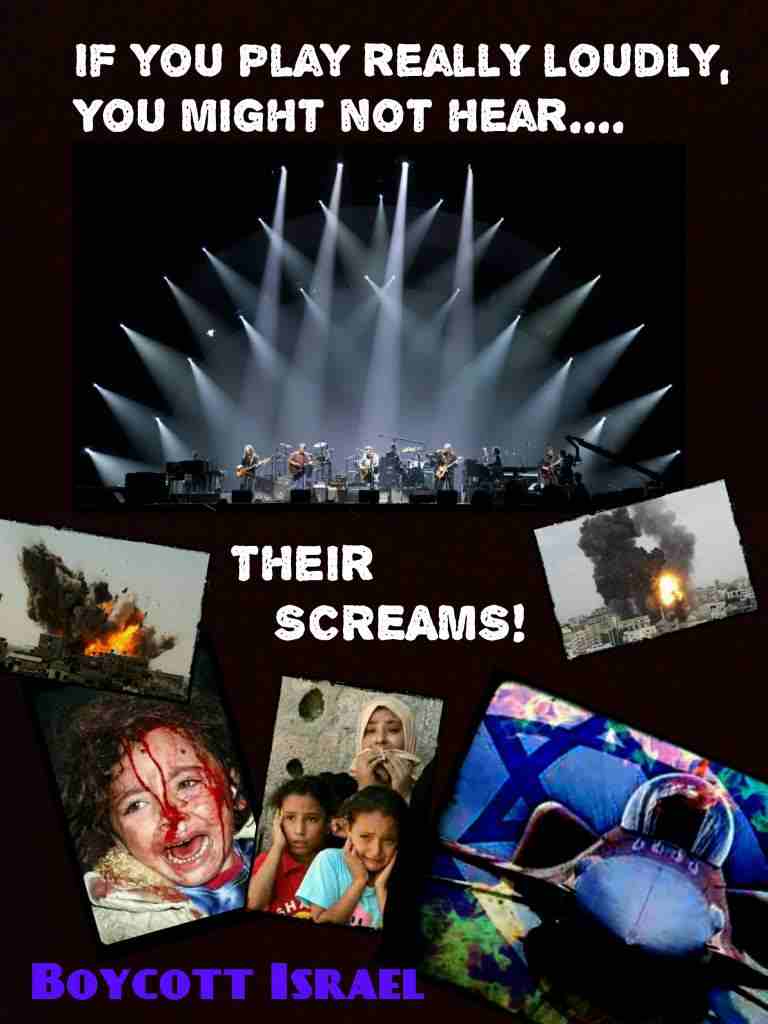 IF YOU PLAY REALLY LOUDLY,
YOU MIGHT NOT HEAR....
THEIR
SCREAMS!
BOYCOTT ISRAEL